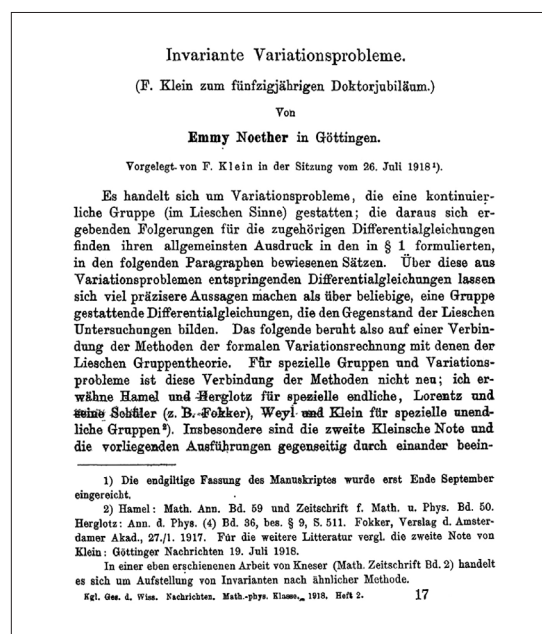 Invariante Variationsprobleme.
(F. Klein zum fünfzigjährigen Doktorjubiläum.)
Von
Emmy Noether in Göttingen.
Vorgelegt von F. Klein in der Sitzung vom 26. Juli 1918¹).
Es handelt sich um Variationsprobleme, die eine kontinuier-
liche Gruppe (im Lieschen Sinne) gestatten; die daraus sich er-
gebenden Folgerungen für die zugehörigen Differentialgleichungen
finden ihren allgemeinsten Ausdruck in den in § 1 formulierten,
in den folgenden Paragraphen bewiesenen Sätzen. Über diese aus
Variationsproblemen entspringenden Differentialgleichungen lassen
sich viel präzisere Aussagen machen als über beliebige, eine Gruppe
gestattende Differentialgleichungen, die den Gegenstand der Lieschen
Untersuchungen bilden. Das folgende beruht also auf einer Verbin-
dung der Methoden der formalen Variationsrechnung mit denen der
Lieschen Gruppentheorie. Für spezielle Gruppen und Variations-
probleme ist diese Verbindung der Methoden nicht neu; ich er-
wähne Hamel und Herglotz für spezielle endliche, Lorentz und
seine Schüler (z. B. Fokker), Weyl und Klein für spezielle unend-
liche Gruppen²). Insbesondere sind die zweite Kleinsche Note und
die vorliegenden Ausführungen gegenseitig durch einander beein-
1) Die endgiltige Fassung des Manuskriptes wurde erst Ende September
eingereicht.
2) Hamel: Math. Ann. Bd. 59 und Zeitschrift f. Math. u. Phys. Bd. 50.
Herglotz: Ann. d. Phys. (4) Bd. 36, bes. § 9, S. 511. Fokker, Verslag d. Amster-
damer Akad., 27./1. 1917. Für die weitere Litteratur vergl. die zweite Note von
Klein: Göttinger Nachrichten 19. Juli 1918.
In einer eben erschienenen Arbeit von Kneser (Math. Zeitschrift Bd. 2) handelt
es sich um Aufstellung von Invarianten nach ähnlicher Methode.
Kgl. Ges. d. Wiss. Nachrichten. Math.-phys. Klasse. 1918. Heft 2. 17